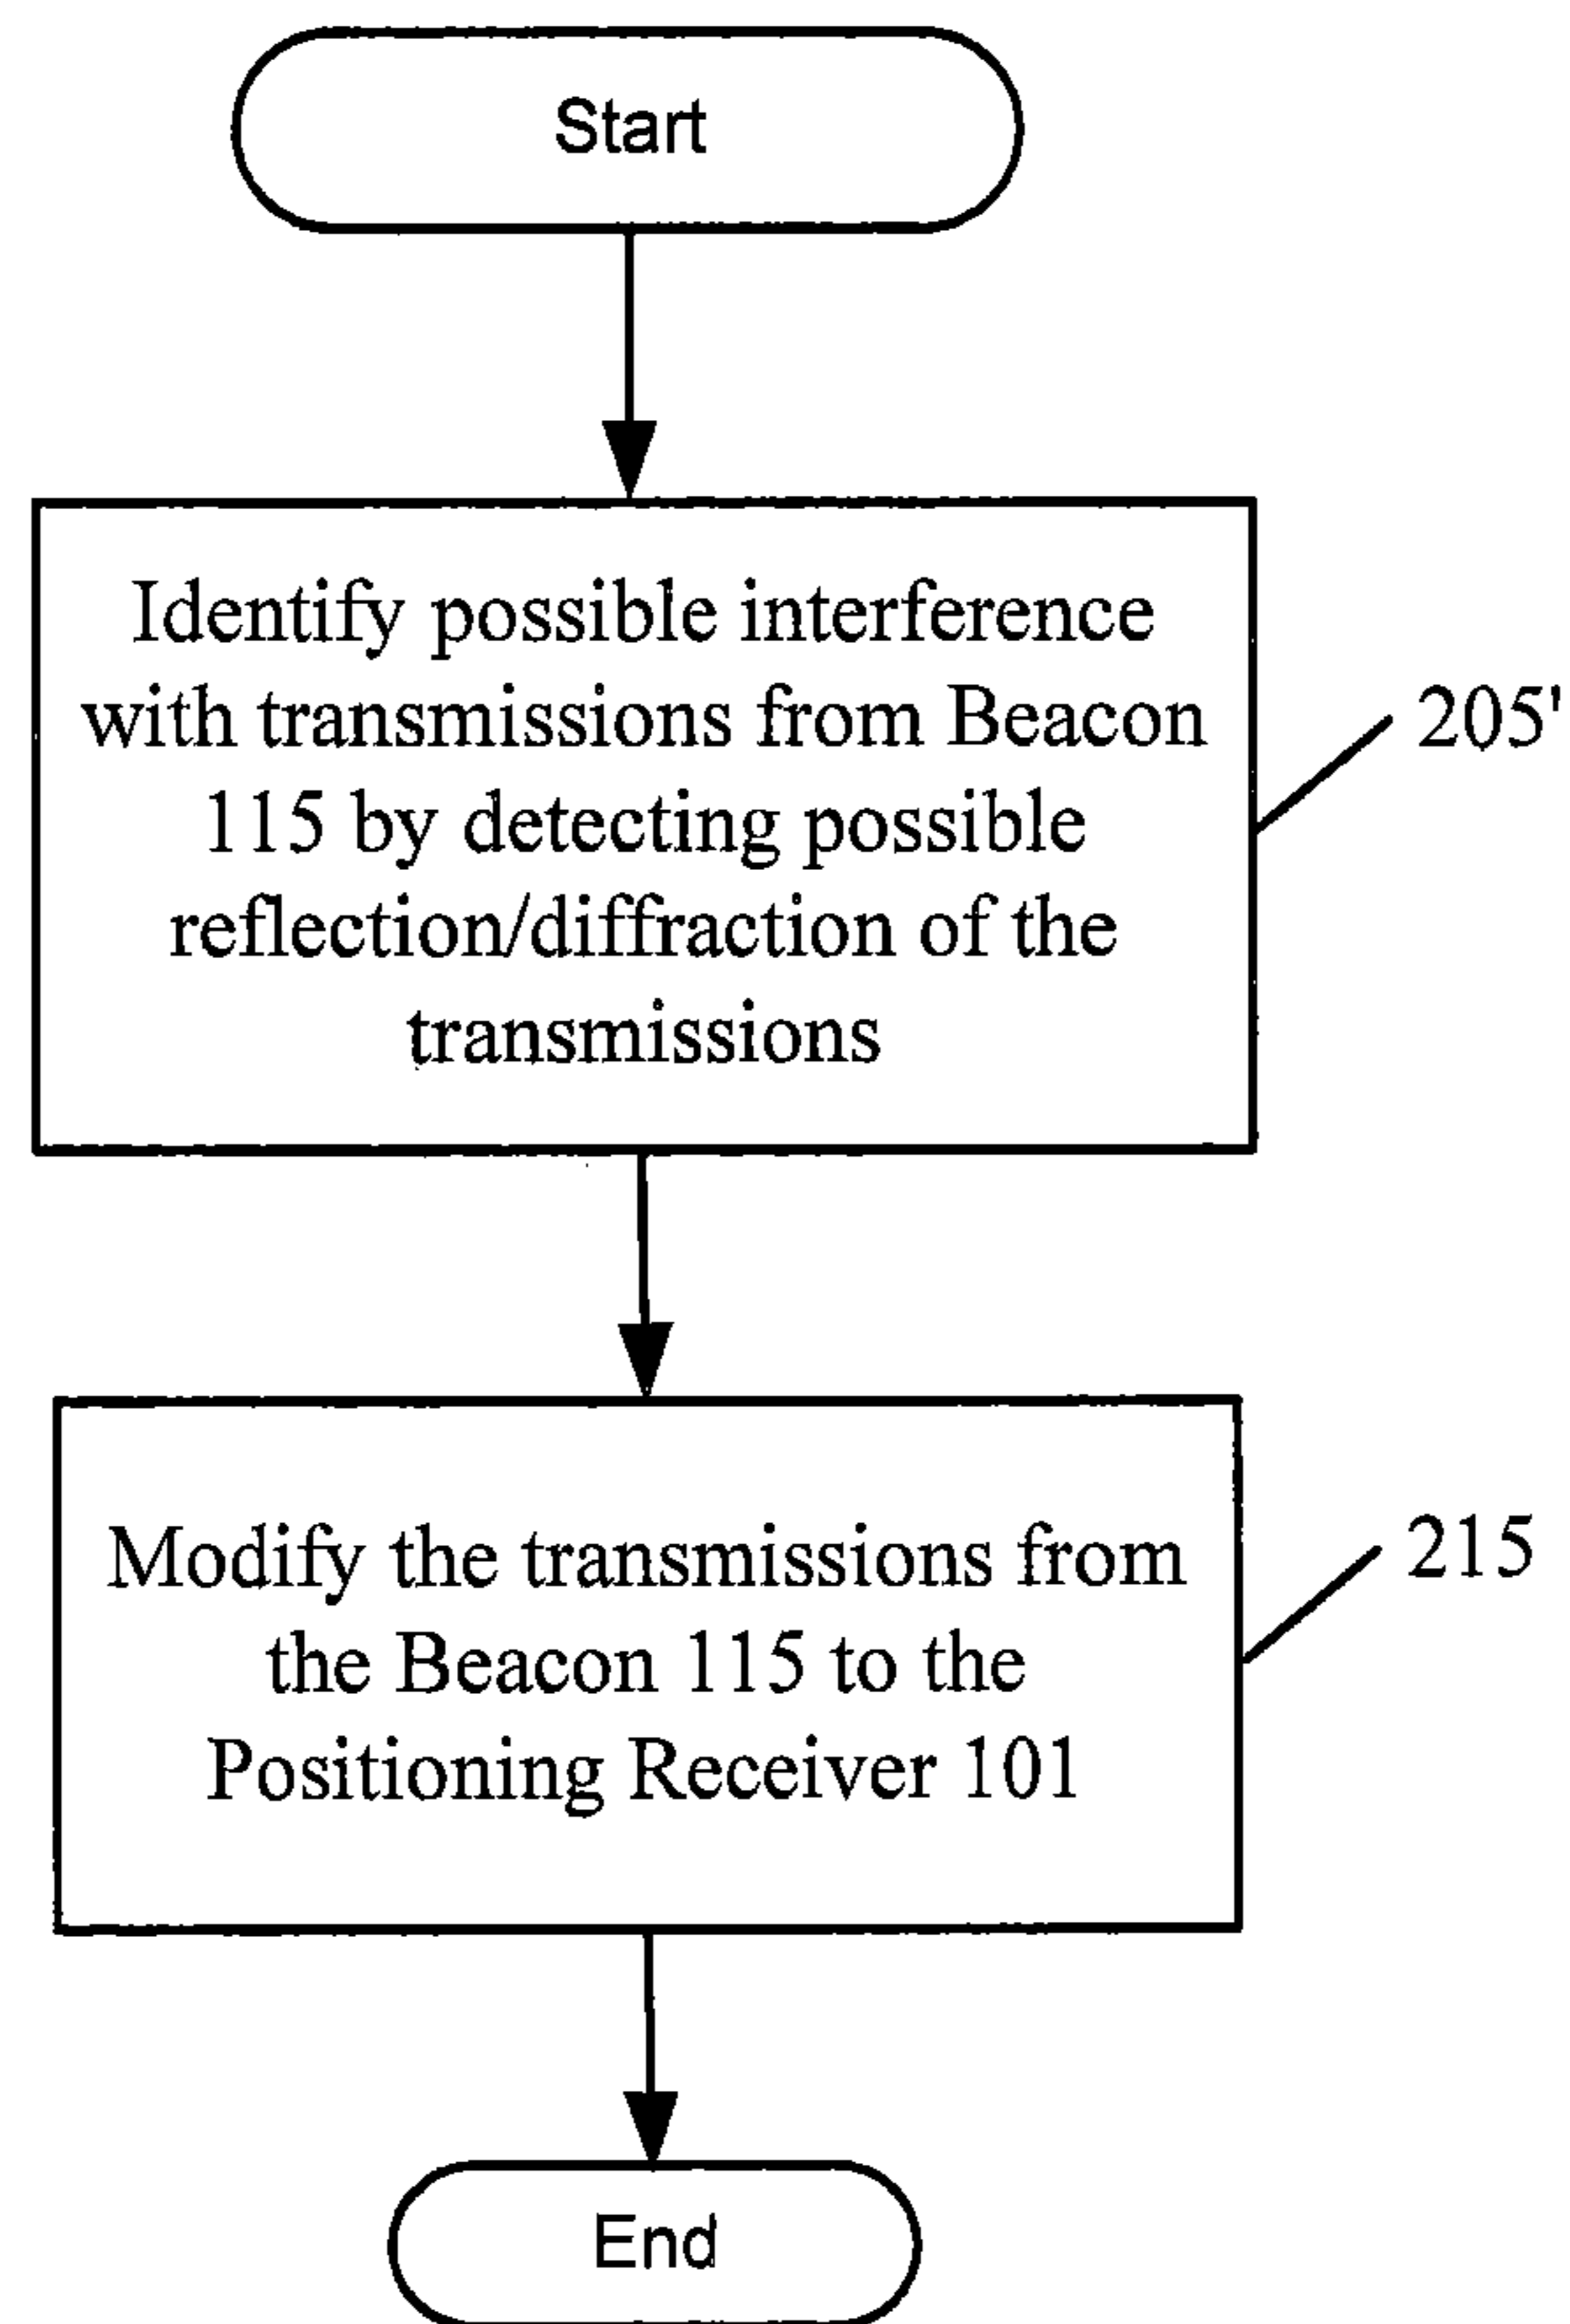 Start
Identify possible interference
with transmissions from Beacon
115 by detecting possible
reflection/diffraction of the
transmissions
205'
Modify the transmissions from
the Beacon 115 to the
Positioning Receiver 101
215
End